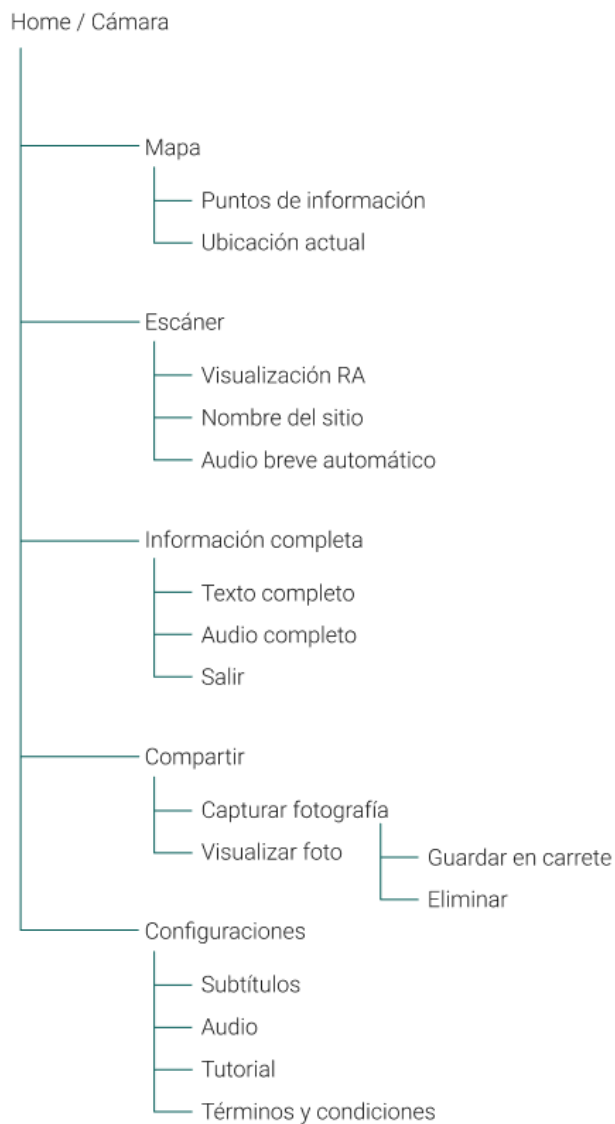 Home / Cámara
Mapa
Puntos de información
Ubicación actual
Escáner
Visualización RA
Nombre del sitio
Audio breve automático
Información completa
Texto completo
Audio completo
Salir
Compartir
Capturar fotografía
Visualizar foto
Guardar en carrete
Eliminar
Configuraciones
Subtítulos
Audio
Tutorial
Términos y condiciones